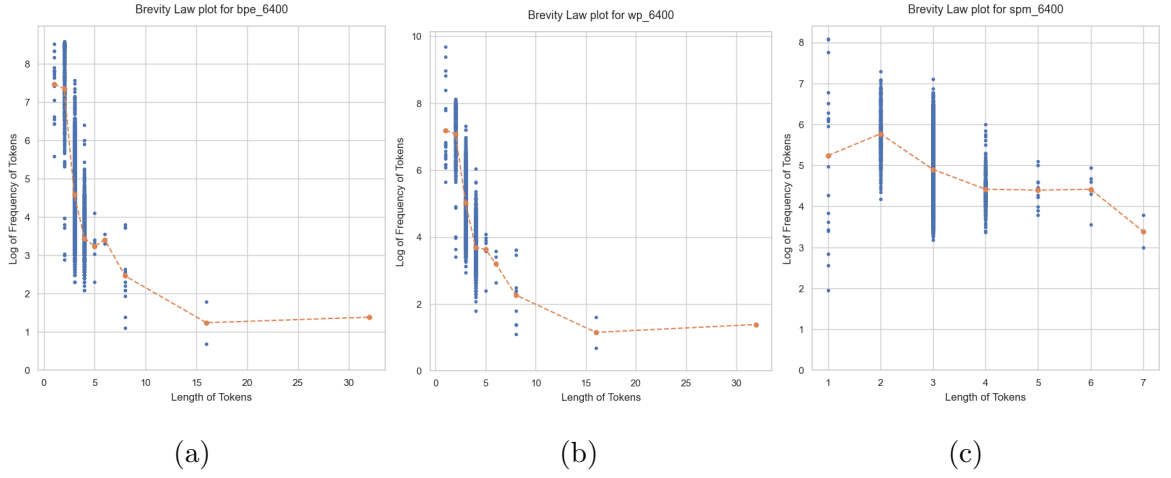 Brevity Law plot for bpe_6400
Log of Frequency of Tokens
8
7
6
5
4
3
2
1
0
0 5 10 15 20 25 30
Length of Tokens
(a)
Brevity Law plot for wp_6400
Log of Frequency of Tokens
10
8
6
4
2
0
0 5 10 15 20 25 30
Length of Tokens
(b)
Brevity Law plot for spm_6400
Log of Frequency of Tokens
8
7
6
5
4
3
2
1
0
1 2 3 4 5 6 7
Length of Tokens
(c)